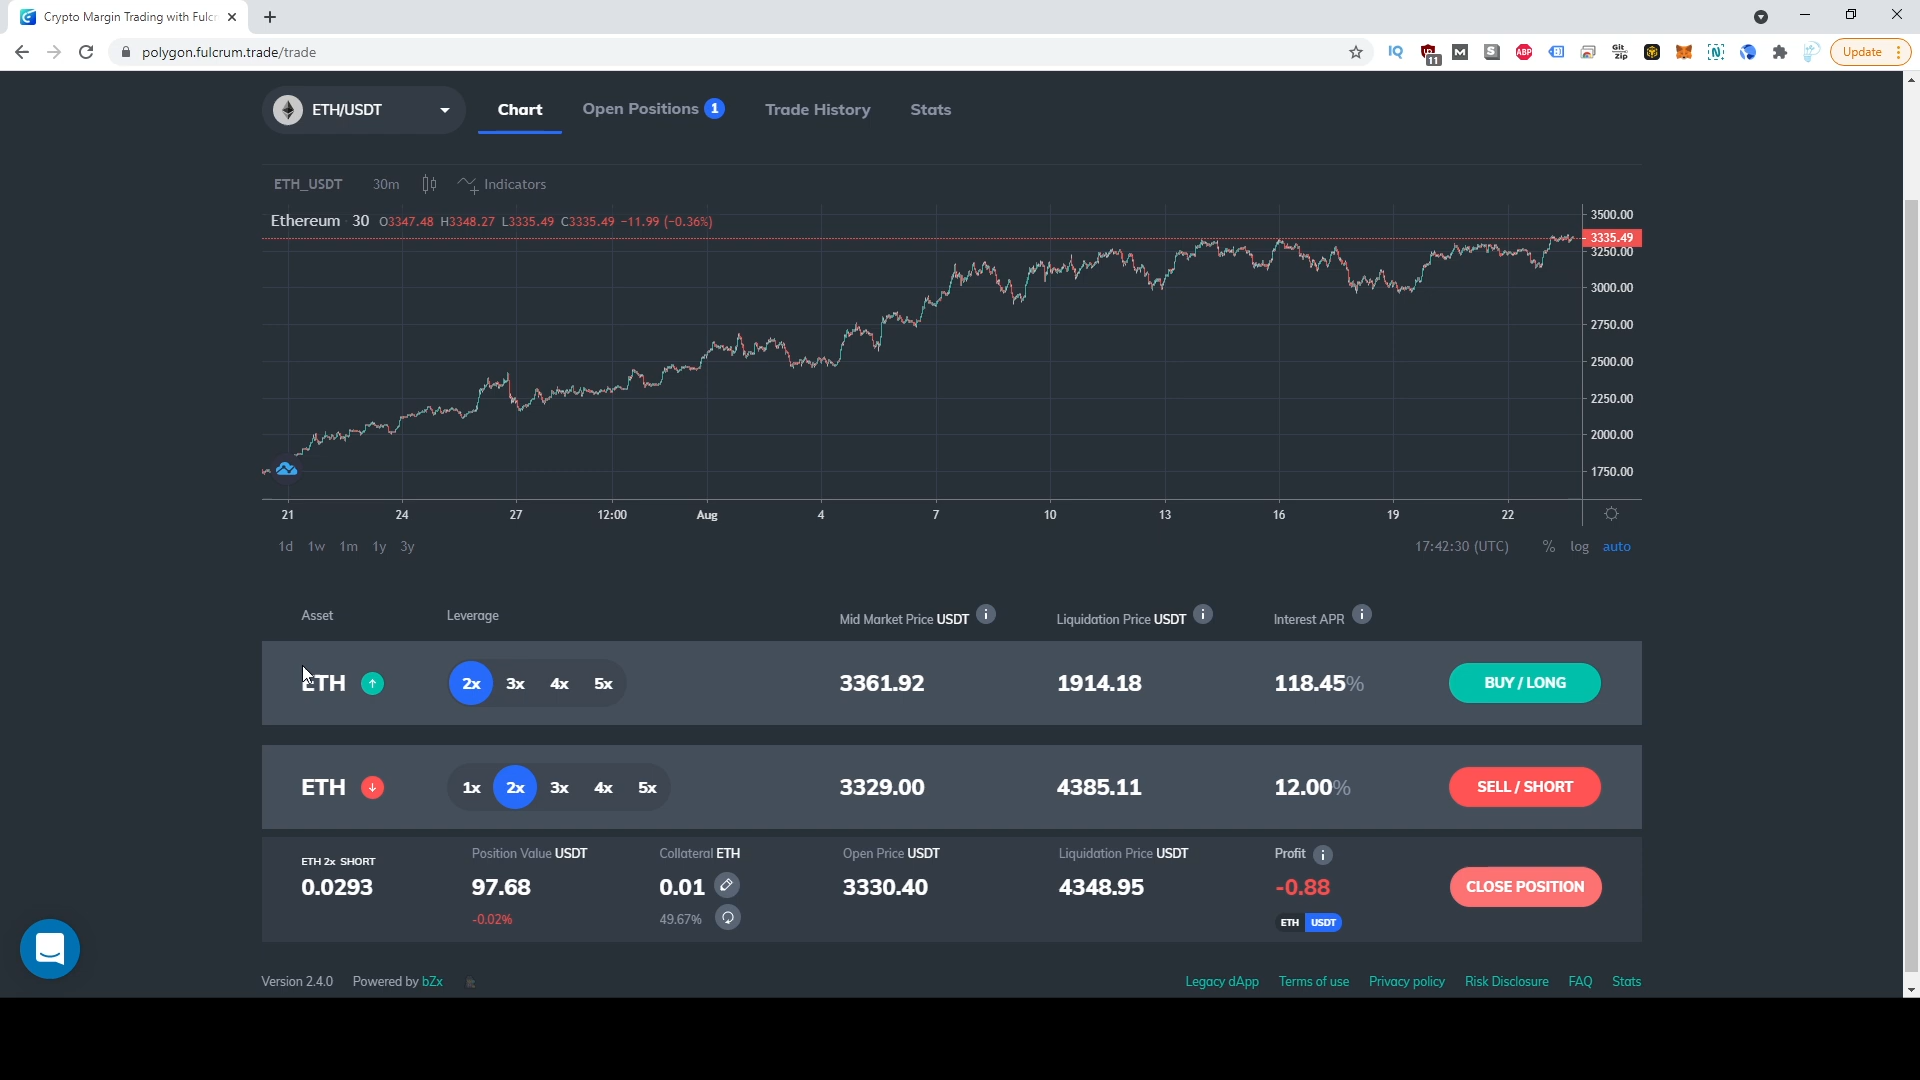 Crypto Margin Trading with Fulcr
polygon.fulcrum.trade/trade
11
ABP
Git
Zip
Update
ETH/USDT
Chart
Open Positions 1
Trade History
Stats
ETH_USDT 30m Indicators
Ethereum 30 O3347.48 H3348.27 L3335.49 C3335.49 −11.99 (−0.36%)
3500.00
3335.49
3250.00
3000.00
2750.00
2500.00
2250.00
2000.00
1750.00
21 24 27 12:00 Aug 4 7 10 13 16 19 22
1d 1w 1m 1y 3y 17:42:30 (UTC) % log auto
Asset Leverage Mid Market Price USDT i Liquidation Price USDT i Interest APR i
ETH 2x 3x 4x 5x 3361.92 1914.18 118.45% BUY / LONG
ETH 1x 2x 3x 4x 5x 3329.00 4385.11 12.00% SELL / SHORT
ETH 2x SHORT Position Value USDT Collateral ETH Open Price USDT Liquidation Price USDT Profit i
0.0293 97.68 0.01 3330.40 4348.95 -0.88 CLOSE POSITION
-0.02% 49.67% ETH USDT
Version 2.4.0 Powered by bZx Legacy dApp Terms of use Privacy policy Risk Disclosure FAQ Stats